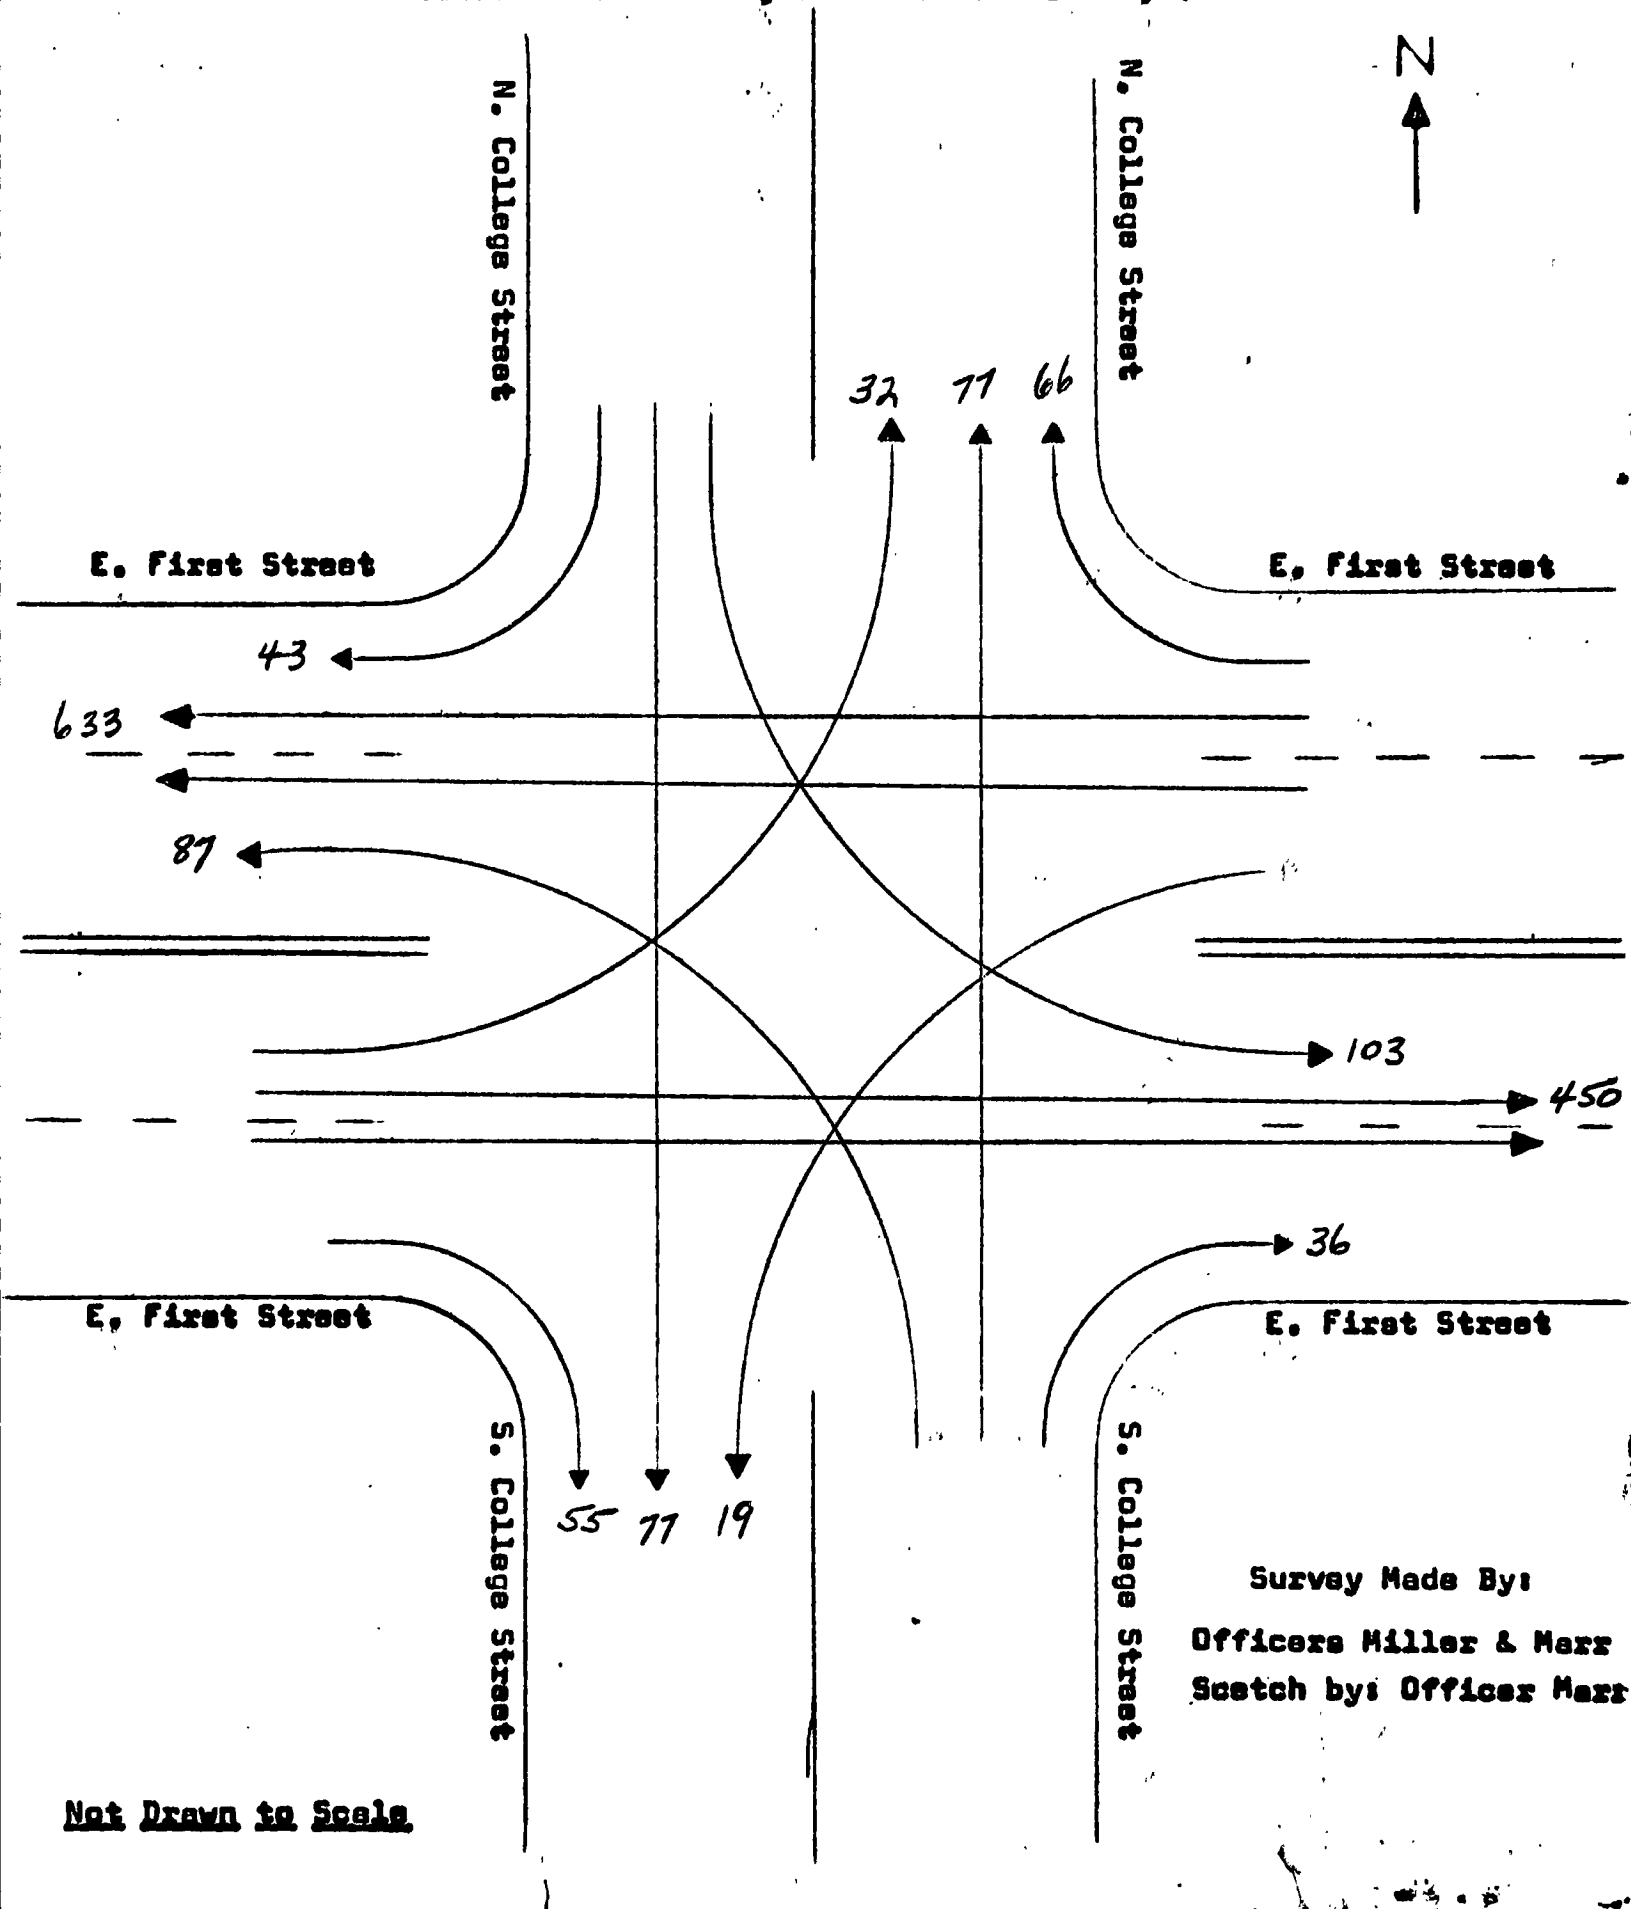 N
N. College Street
N. College Street
32 77 66
E. First Street
E. First Street
43
633
87
103
450
36
E. First Street
E. First Street
55 77 19
S. College Street
S. College Street
Survey Made By:
Officers Miller & Marr
Scetch by: Officer Marr
Not Drawn to Scale